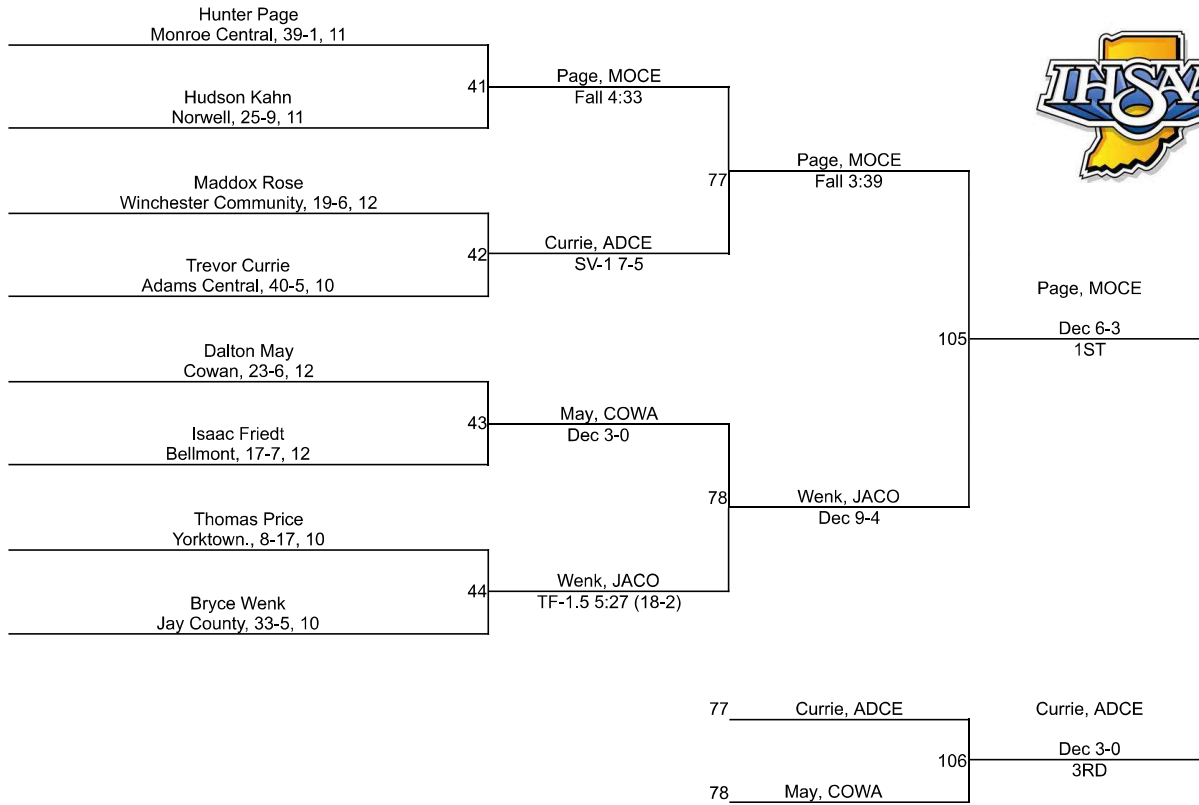 Hunter Page
Monroe Central, 39-1, 11
41
Page, MOCE
Fall 4:33
Hudson Kahn
Norwell, 25-9, 11
77
Page, MOCE
Fall 3:39
Maddox Rose
Winchester Community, 19-6, 12
42
Currie, ADCE
SV-1 7-5
Trevor Currie
Adams Central, 40-5, 10
105
Page, MOCE
Dec 6-3
1ST
Dalton May
Cowan, 23-6, 12
43
May, COWA
Dec 3-0
Isaac Friedt
Bellmont, 17-7, 12
78
Wenk, JACO
Dec 9-4
Thomas Price
Yorktown., 8-17, 10
44
Wenk, JACO
TF-1.5 5:27 (18-2)
Bryce Wenk
Jay County, 33-5, 10
77
Currie, ADCE
106
Currie, ADCE
Dec 3-0
3RD
78
May, COWA
IHSAA